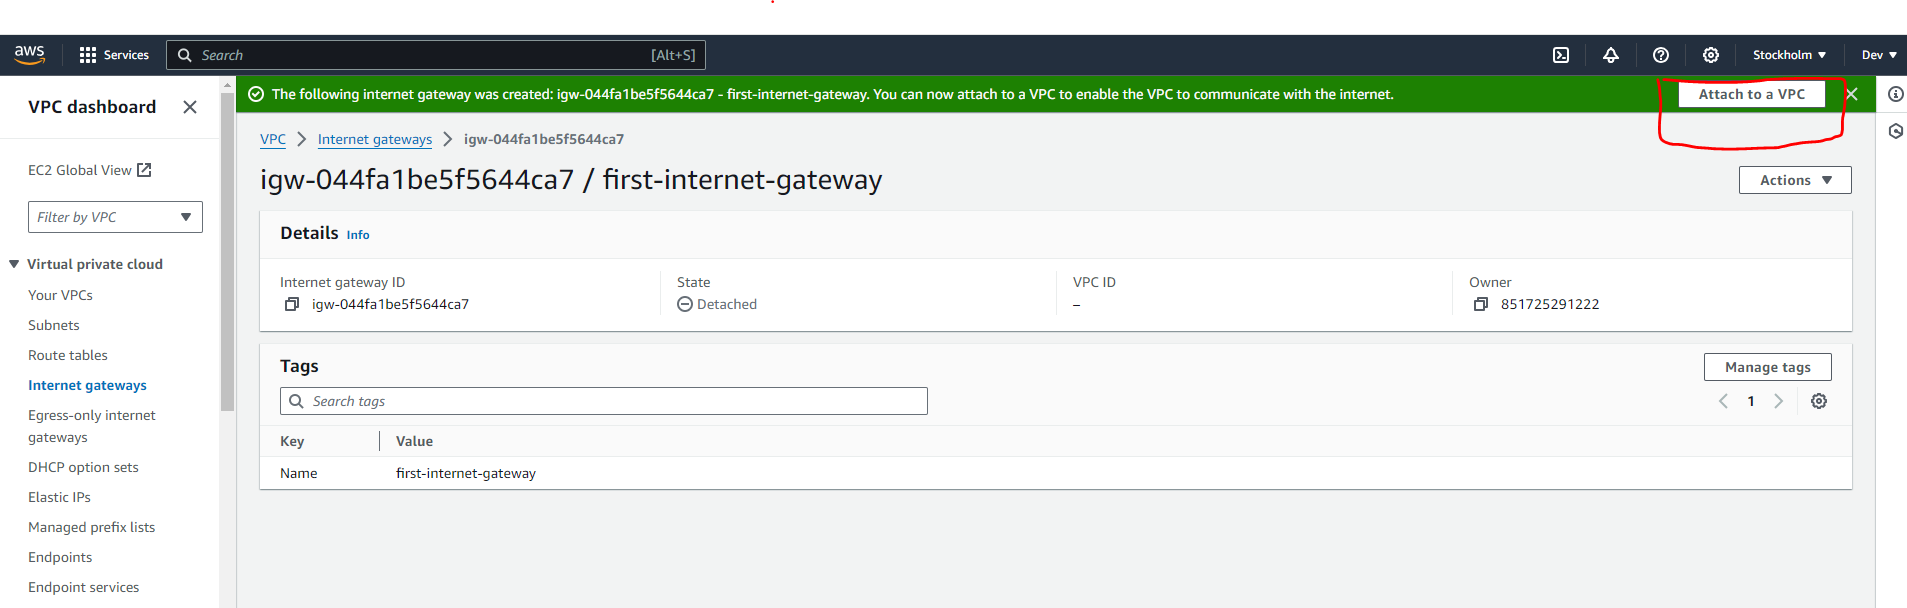 aws Services Search [Alt+S] Stockholm Dev
VPC dashboard
The following internet gateway was created: igw-044fa1be5f5644ca7 - first-internet-gateway. You can now attach to a VPC to enable the VPC to communicate with the internet. Attach to a VPC
EC2 Global View
Filter by VPC
Virtual private cloud
Your VPCs
Subnets
Route tables
Internet gateways
Egress-only internet
gateways
DHCP option sets
Elastic IPs
Managed prefix lists
Endpoints
Endpoint services
VPC Internet gateways igw-044fa1be5f5644ca7
igw-044fa1be5f5644ca7 / first-internet-gateway
Actions
Details Info
Internet gateway ID
igw-044fa1be5f5644ca7
State
Detached
VPC ID
–
Owner
851725291222
Tags
Manage tags
Search tags
1
Key Value
Name first-internet-gateway